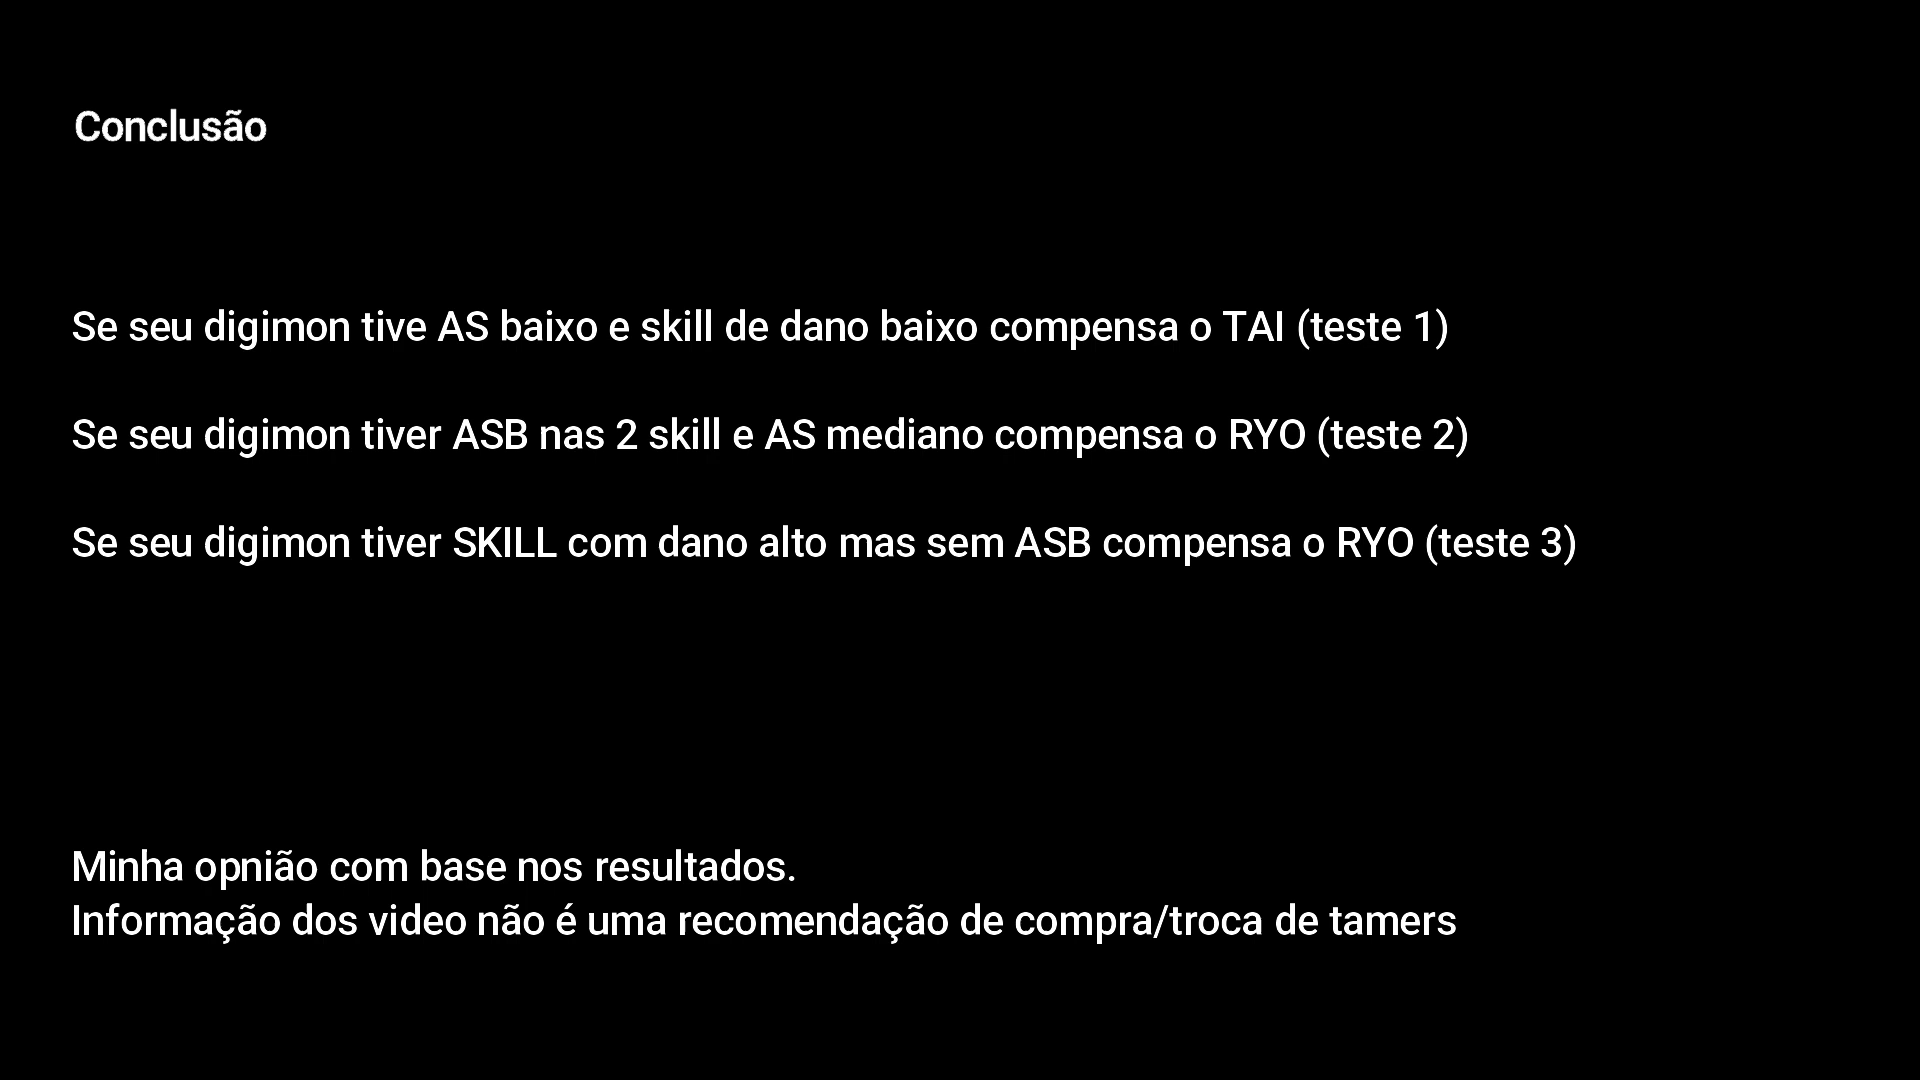 Conclusão
Se seu digimon tive AS baixo e skill de dano baixo compensa o TAI (teste 1)
Se seu digimon tiver ASB nas 2 skill e AS mediano compensa o RYO (teste 2)
Se seu digimon tiver SKILL com dano alto mas sem ASB compensa o RYO (teste 3)
Minha opnião com base nos resultados.
Informação dos video não é uma recomendação de compra/troca de tamers